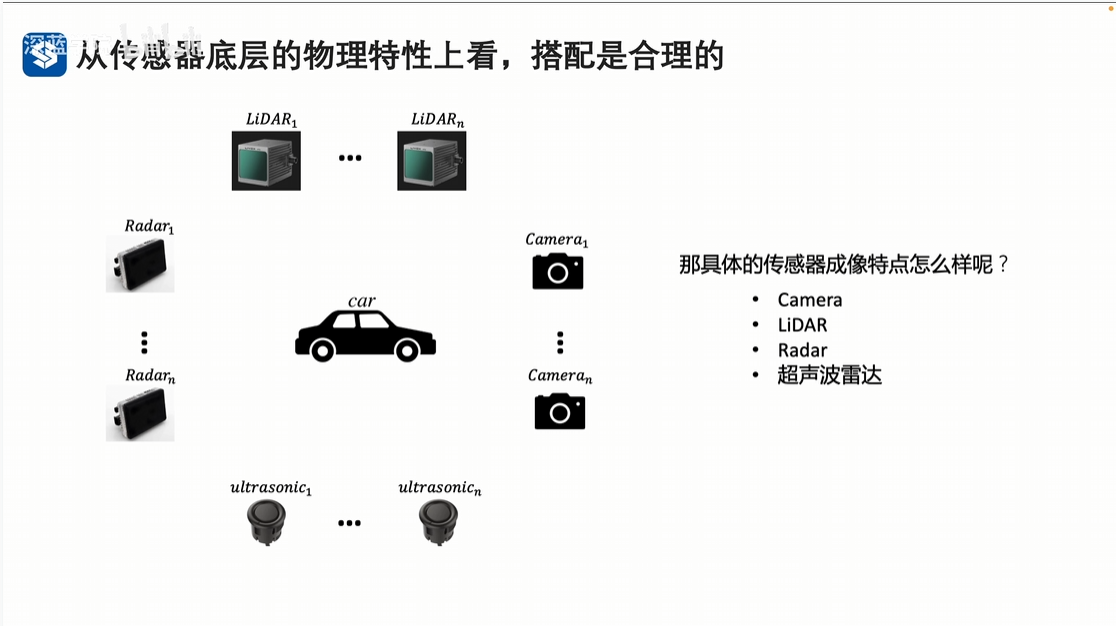 从传感器底层的物理特性上看，搭配是合理的
LiDAR1
LiDARn
Radar1
Camera1
那具体的传感器成像特点怎么样呢？
car
• Camera
• LiDAR
• Radar
• 超声波雷达
Radarn
Cameran
ultrasonic1
ultrasonicn